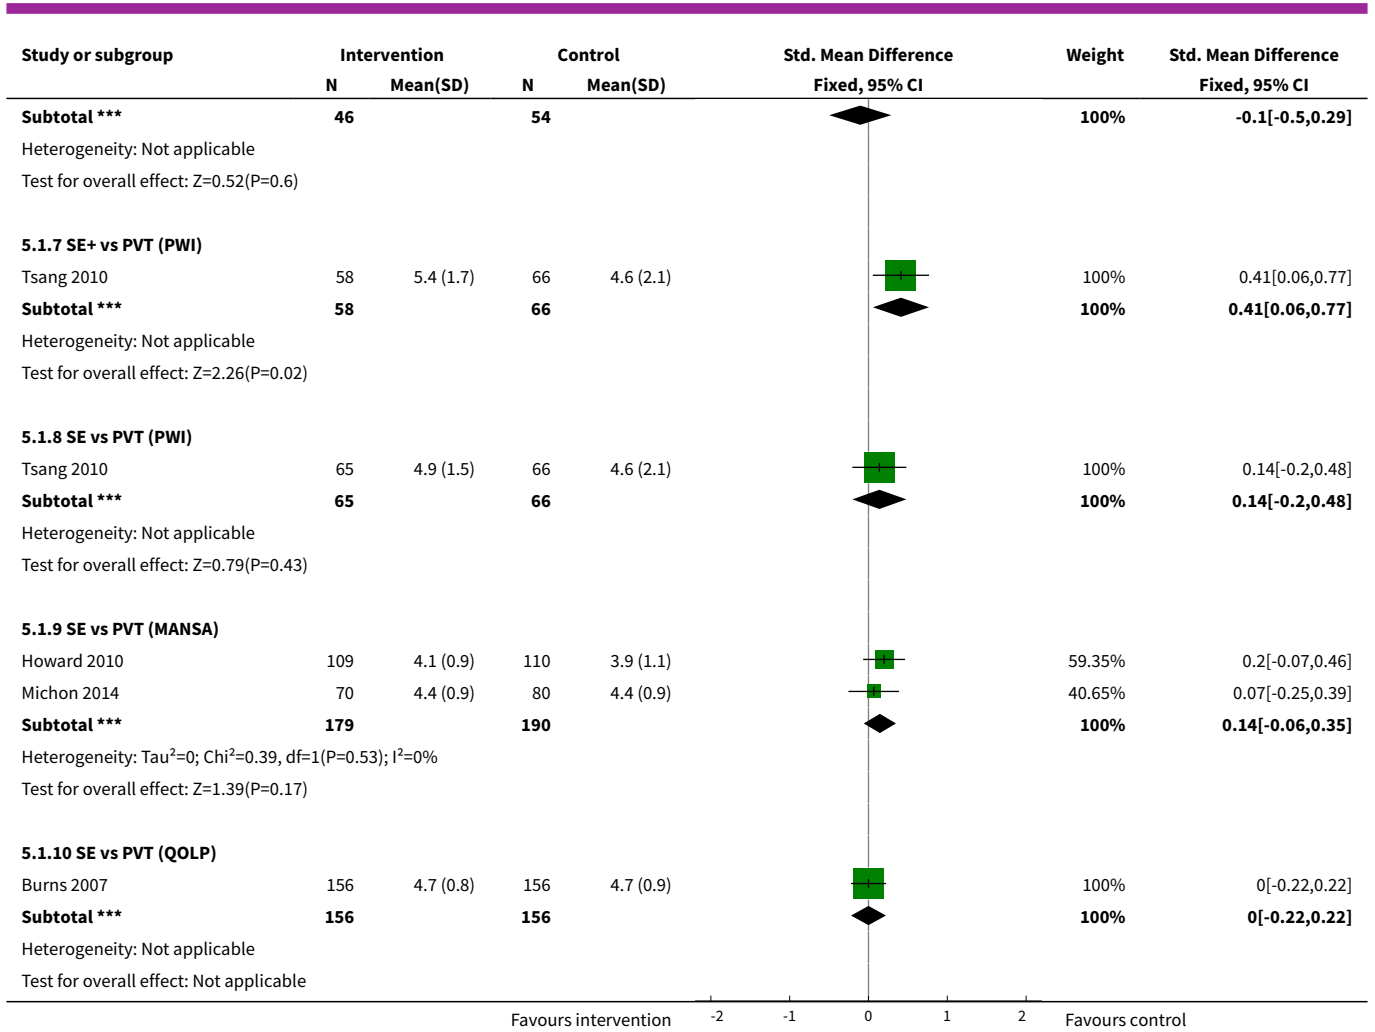 Study or subgroup Intervention Control Std. Mean Difference Weight Std. Mean Difference
N Mean(SD) N Mean(SD) Fixed, 95% CI Fixed, 95% CI
Subtotal *** 46 54 100% -0.1[-0.5,0.29]
Heterogeneity: Not applicable
Test for overall effect: Z=0.52(P=0.6)
5.1.7 SE+ vs PVT (PWI)
Tsang 2010 58 5.4 (1.7) 66 4.6 (2.1) 100% 0.41[0.06,0.77]
Subtotal *** 58 66 100% 0.41[0.06,0.77]
Heterogeneity: Not applicable
Test for overall effect: Z=2.26(P=0.02)
5.1.8 SE vs PVT (PWI)
Tsang 2010 65 4.9 (1.5) 66 4.6 (2.1) 100% 0.14[-0.2,0.48]
Subtotal *** 65 66 100% 0.14[-0.2,0.48]
Heterogeneity: Not applicable
Test for overall effect: Z=0.79(P=0.43)
5.1.9 SE vs PVT (MANSA)
Howard 2010 109 4.1 (0.9) 110 3.9 (1.1) 59.35% 0.2[-0.07,0.46]
Michon 2014 70 4.4 (0.9) 80 4.4 (0.9) 40.65% 0.07[-0.25,0.39]
Subtotal *** 179 190 100% 0.14[-0.06,0.35]
Heterogeneity: Tau²=0; Chi²=0.39, df=1(P=0.53); I²=0%
Test for overall effect: Z=1.39(P=0.17)
5.1.10 SE vs PVT (QOLP)
Burns 2007 156 4.7 (0.8) 156 4.7 (0.9) 100% 0[-0.22,0.22]
Subtotal *** 156 156 100% 0[-0.22,0.22]
Heterogeneity: Not applicable
Test for overall effect: Not applicable
Favours intervention -2 -1 0 1 2 Favours control